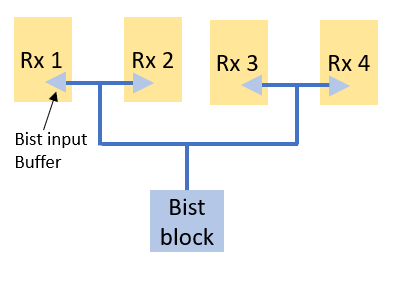 Rx 1
Rx 2
Rx 3
Rx 4
Bist input
Buffer
Bist
block